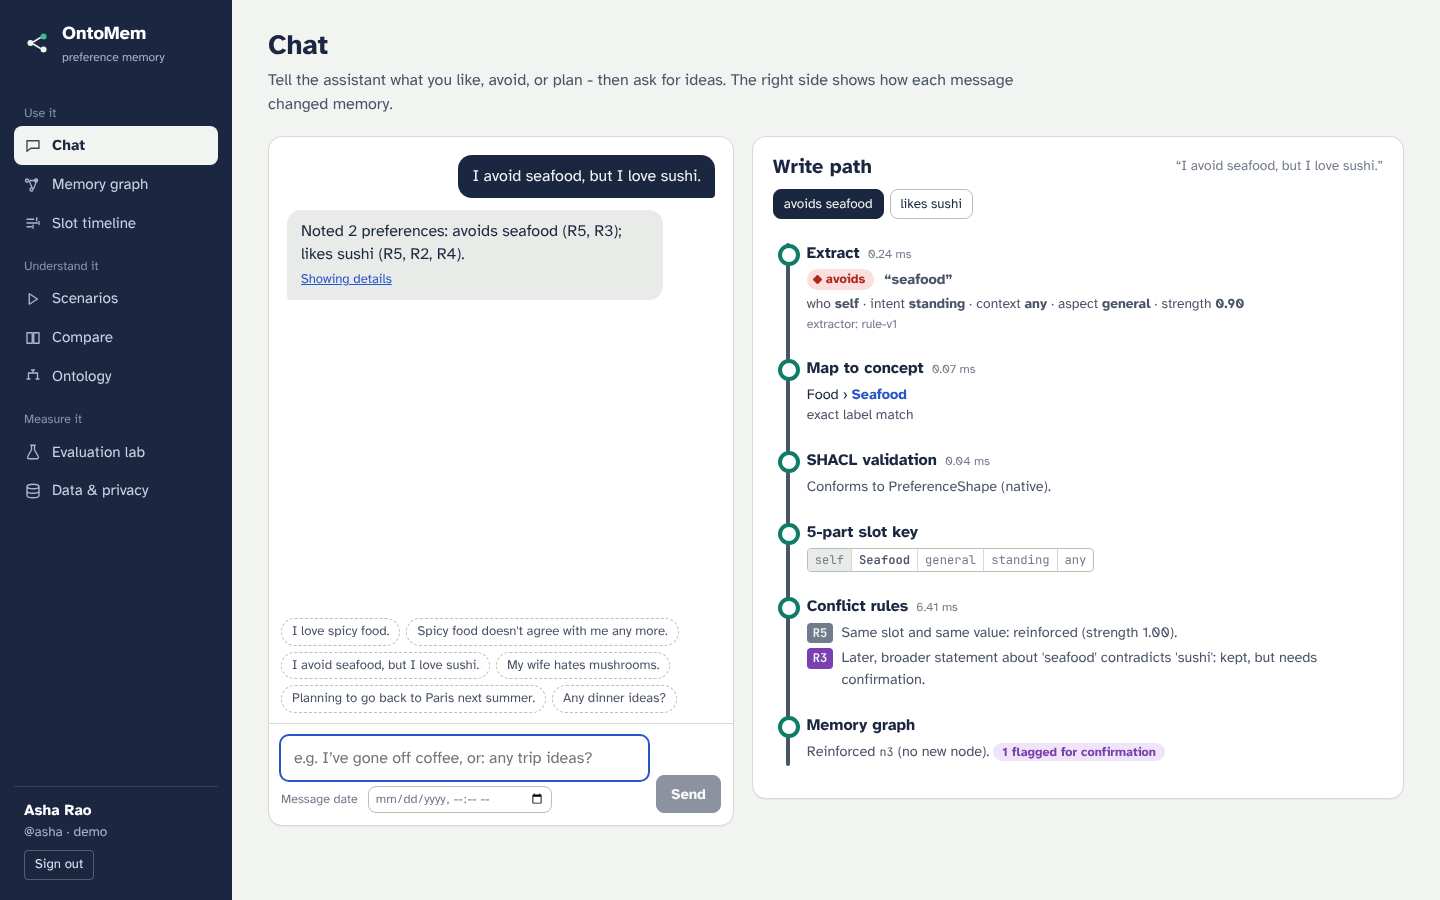 OntoMem
preference memory
Use it
Chat
Memory graph
Slot timeline
Understand it
Scenarios
Compare
Ontology
Measure it
Evaluation lab
Data & privacy
Asha Rao
@asha · demo
Sign out
Chat
Tell the assistant what you like, avoid, or plan - then ask for ideas. The right side shows how each message
changed memory.
I avoid seafood, but I love sushi.
Noted 2 preferences: avoids seafood (R5, R3);
likes sushi (R5, R2, R4).
Showing details
I love spicy food.
Spicy food doesn't agree with me any more.
I avoid seafood, but I love sushi.
My wife hates mushrooms.
Planning to go back to Paris next summer.
Any dinner ideas?
e.g. I've gone off coffee, or: any trip ideas?
Message date
mm/dd/yyyy, --:-- --
Send
Write path
“I avoid seafood, but I love sushi.”
avoids seafood
likes sushi
Extract 0.24 ms
avoids “seafood”
who self · intent standing · context any · aspect general · strength 0.90
extractor: rule-v1
Map to concept 0.07 ms
Food › Seafood
exact label match
SHACL validation 0.04 ms
Conforms to PreferenceShape (native).
5-part slot key
self Seafood general standing any
Conflict rules 6.41 ms
R5 Same slot and same value: reinforced (strength 1.00).
R3 Later, broader statement about 'seafood' contradicts 'sushi': kept, but needs
confirmation.
Memory graph
Reinforced n3 (no new node). 1 flagged for confirmation